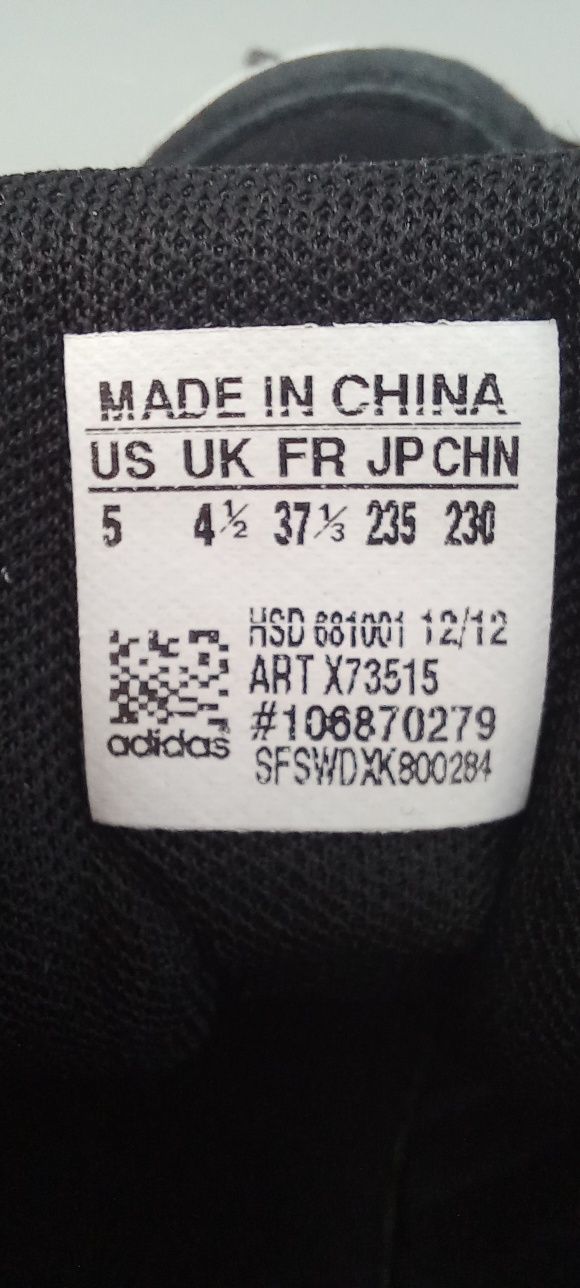 MADE IN CHINA
US UK FR JP CHN
5 4½ 37⅓ 235 230
HSD 681001 12/12
ART X73515
#106870279
adidas
SFSWDXK800284